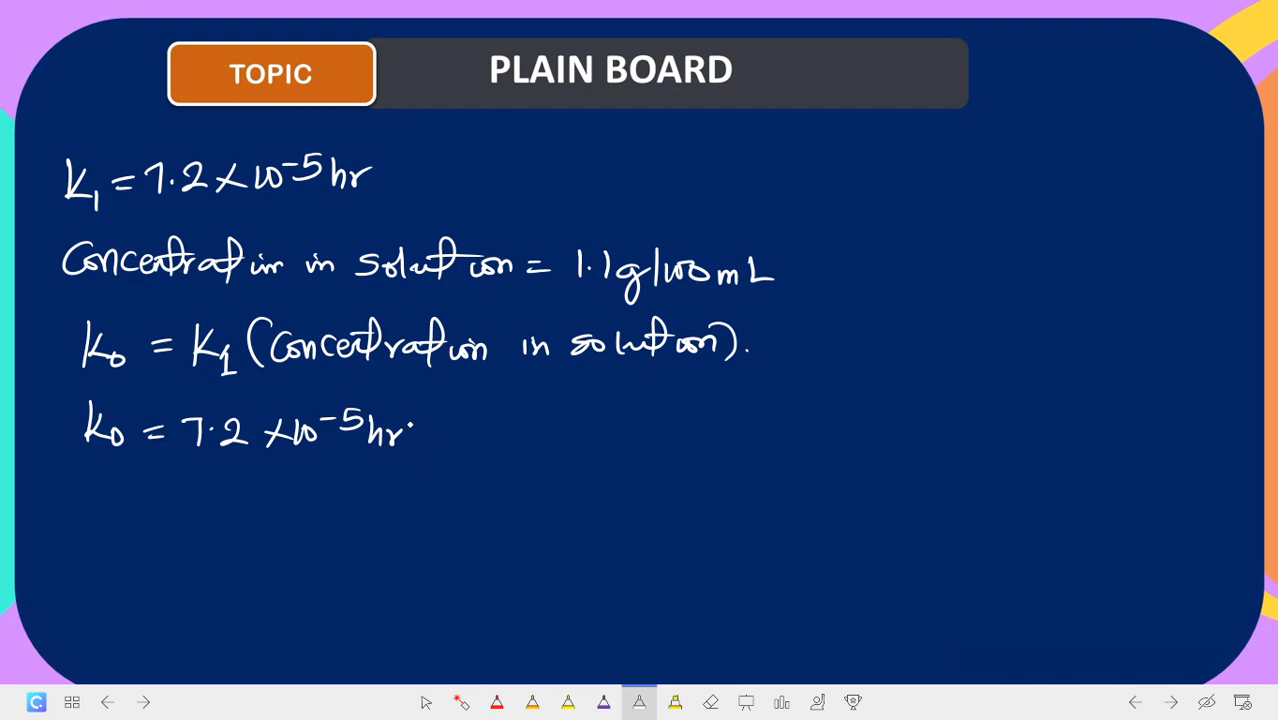 TOPIC
PLAIN BOARD
K₁ = 7.2 × 10⁻⁵ hr
Concentration in solution = 1.1g/100mL
K₀ = K₁ (Concentration in solution).
K₀ = 7.2 × 10⁻⁵ hr